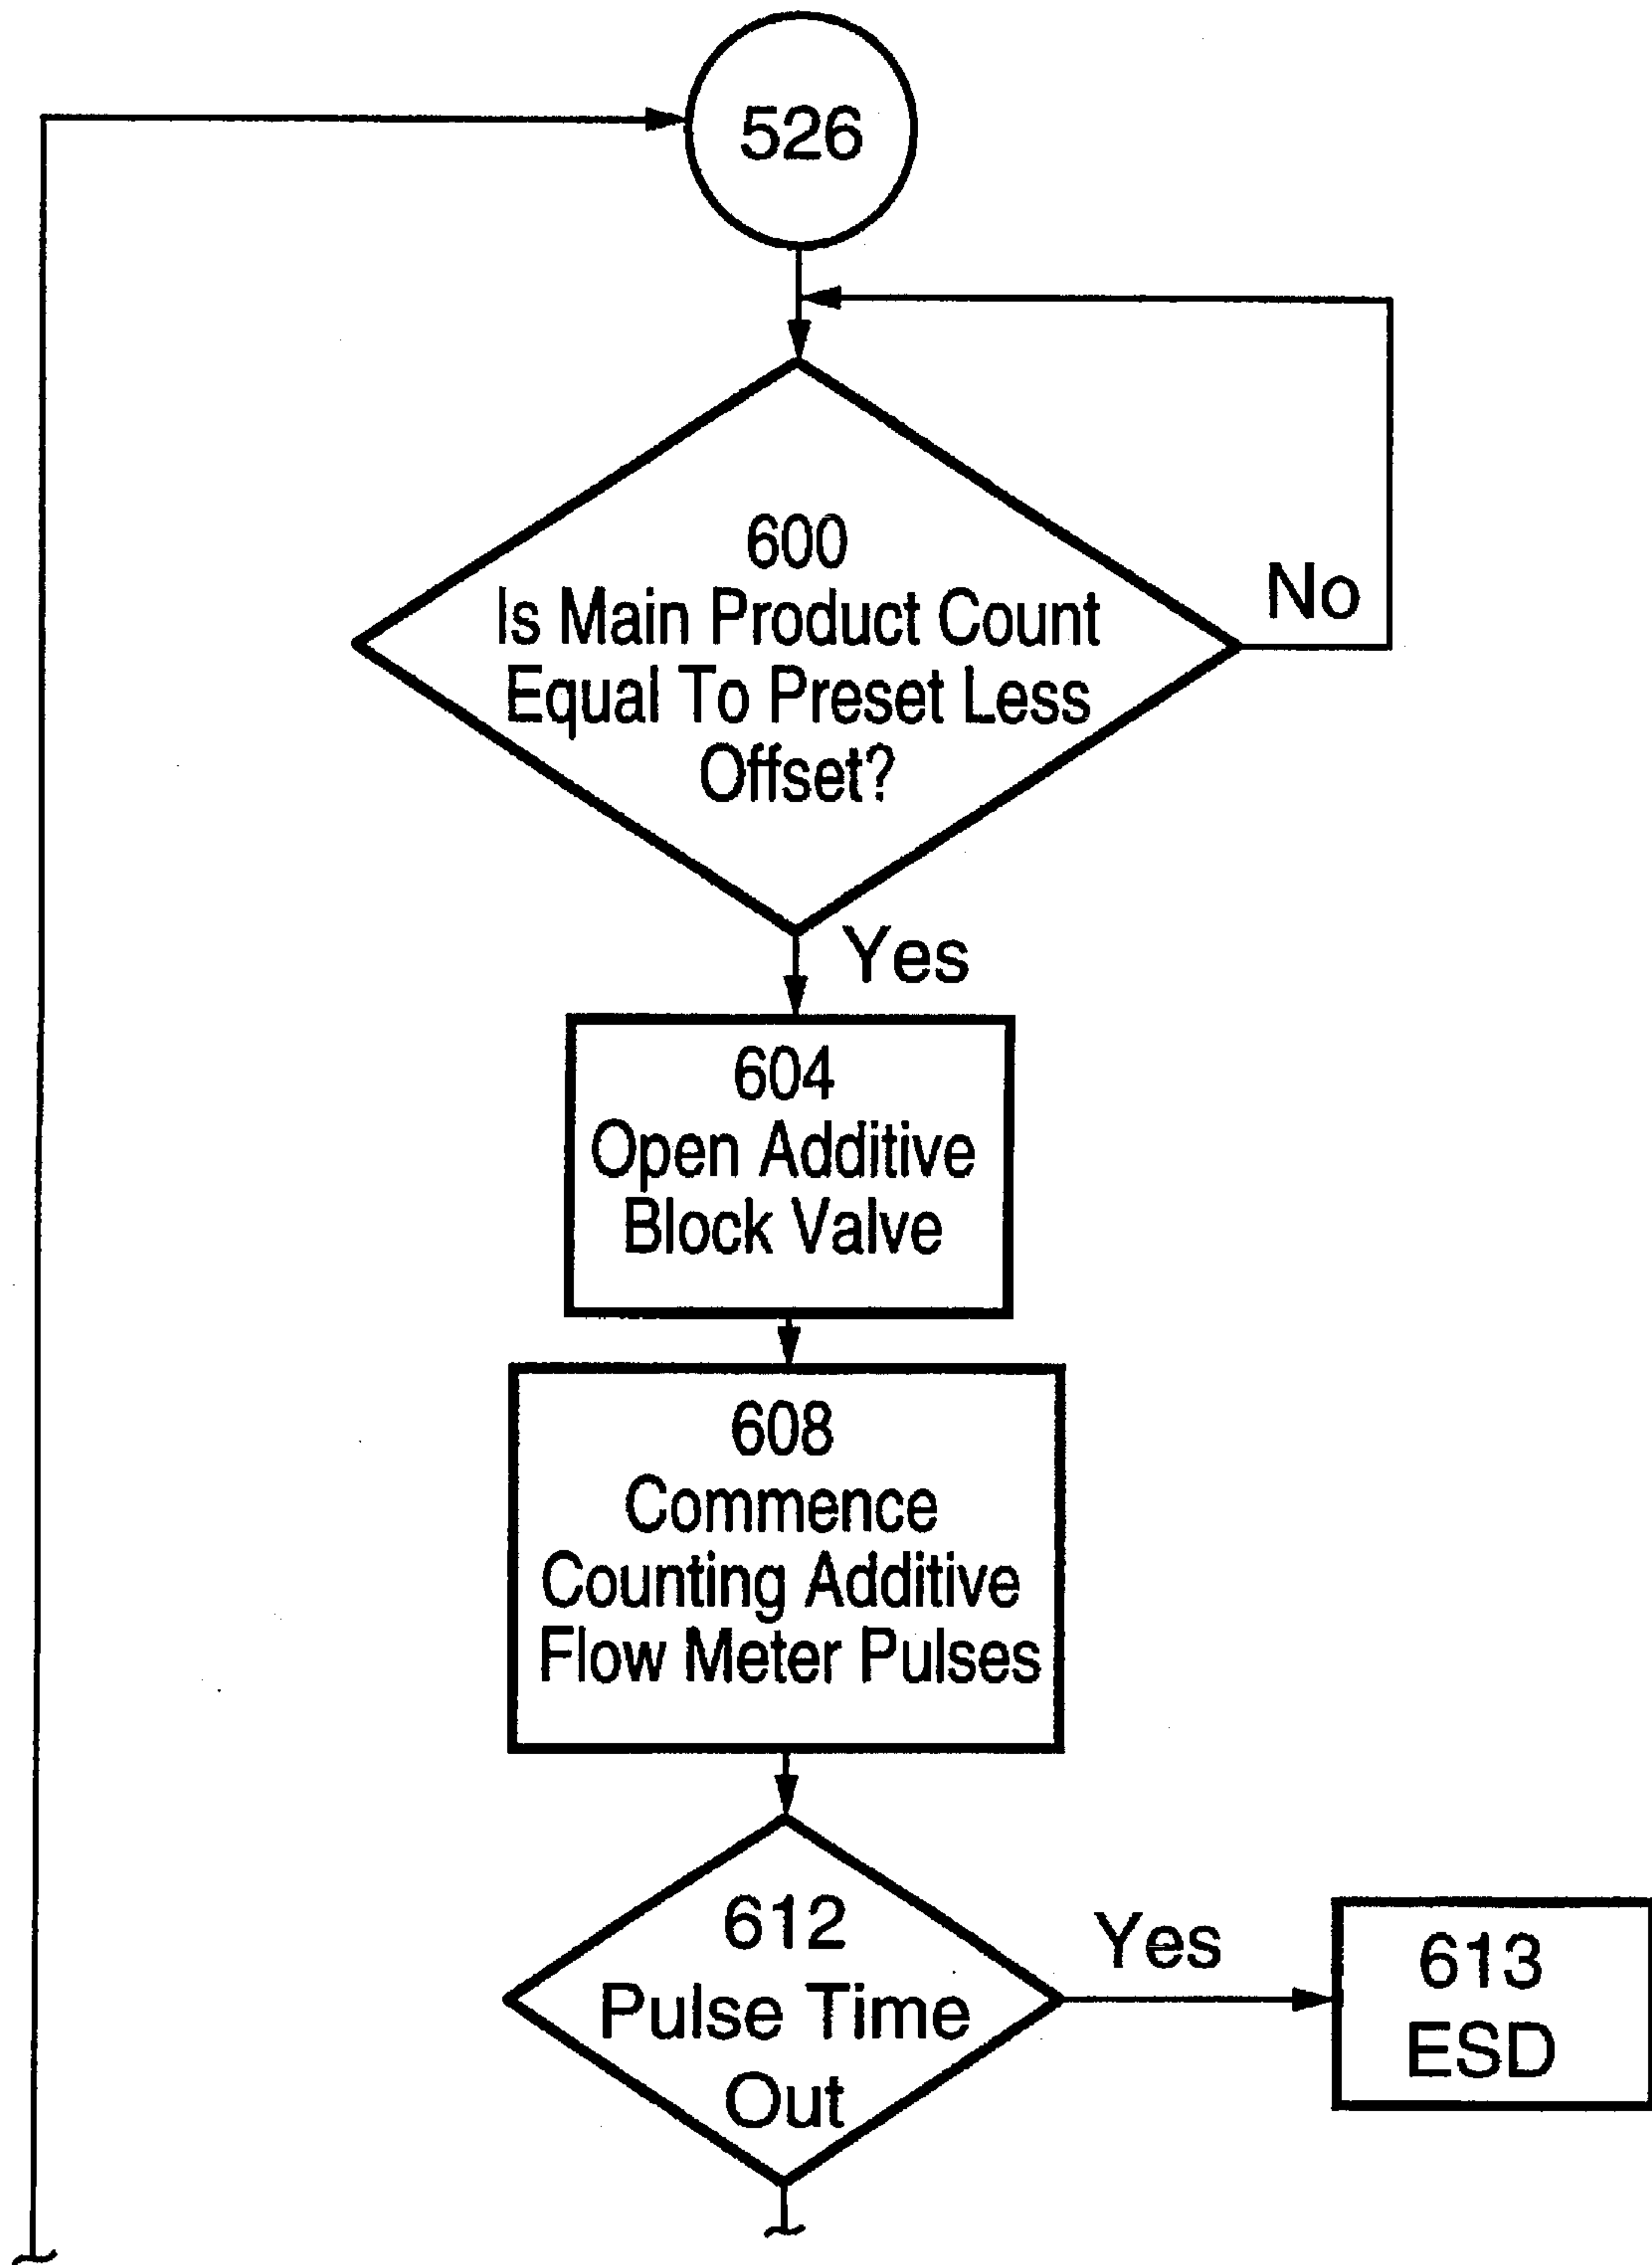 526
600
Is Main Product Count
Equal To Preset Less
Offset?
No
Yes
604
Open Additive
Block Valve
608
Commence
Counting Additive
Flow Meter Pulses
612
Pulse Time
Out
Yes
613
ESD